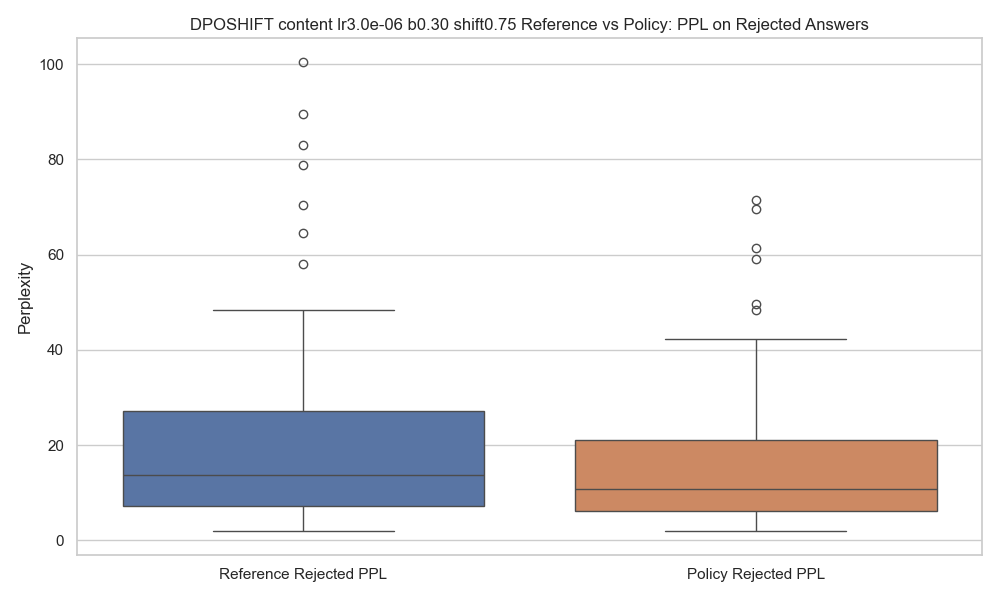 DPOSHIFT content lr3.0e-06 b0.30 shift0.75 Reference vs Policy: PPL on Rejected Answers
Perplexity
100
80
60
40
20
0
Reference Rejected PPL
Policy Rejected PPL